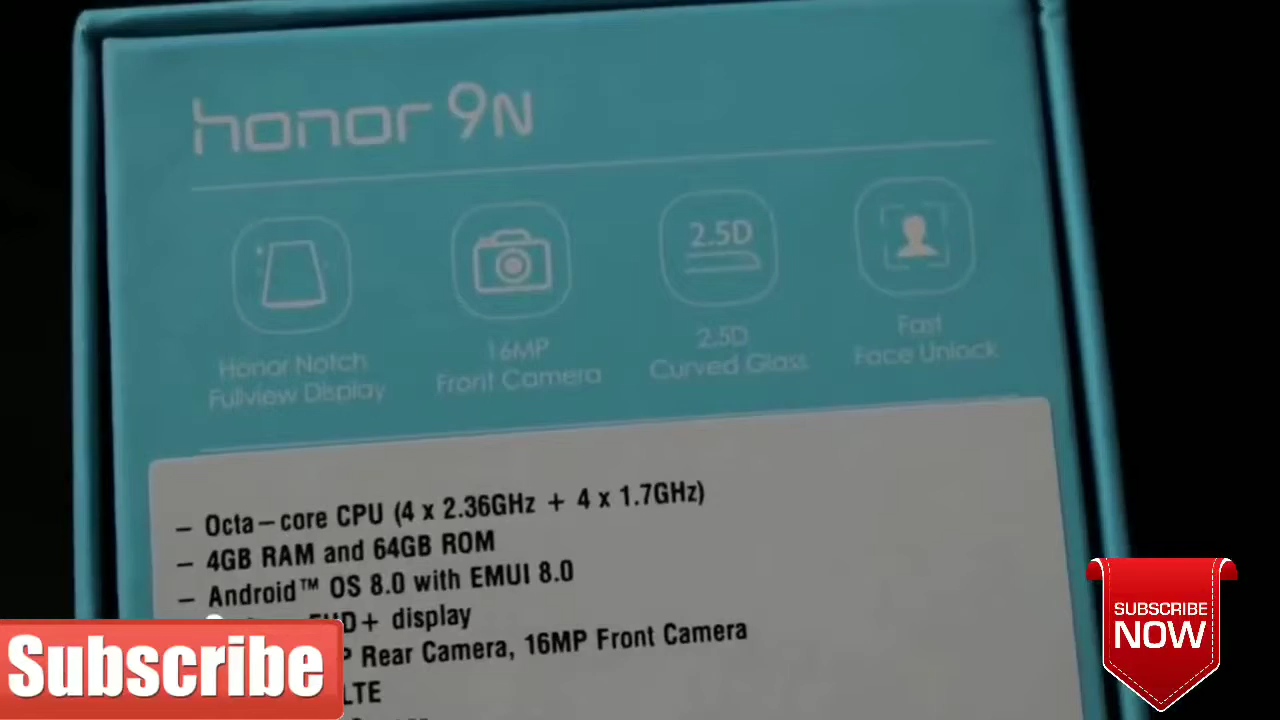 honor 9N
2.5D
Honor Notch
Fullview Display
16MP
Front Camera
2.5D
Curved Glass
Fast
Face Unlock
– Octa-core CPU (4 x 2.36GHz + 4 x 1.7GHz)
– 4GB RAM and 64GB ROM
– Android™ OS 8.0 with EMUI 8.0
display
Rear Camera, 16MP Front Camera
LTE
Subscribe
SUBSCRIBE
NOW